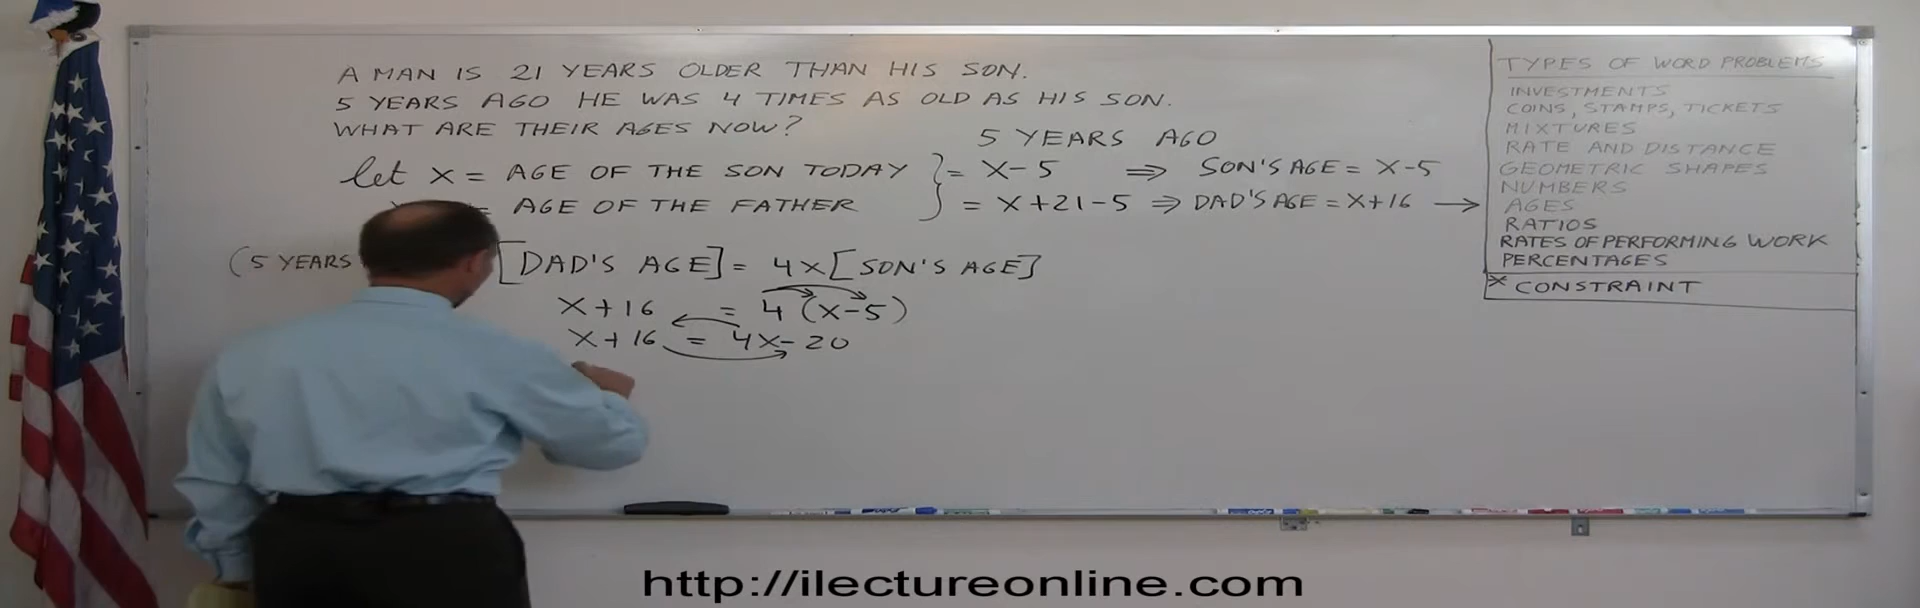 A MAN IS 21 YEARS OLDER THAN HIS SON.
5 YEARS AGO HE WAS 4 TIMES AS OLD AS HIS SON.
WHAT ARE THEIR AGES NOW?
5 YEARS AGO
let X = AGE OF THE SON TODAY } = X-5 ⇒ SON'S AGE = X-5
= AGE OF THE FATHER } = X+21-5 ⇒ DAD'S AGE = X+16 →
(5 YEARS [DAD'S AGE] = 4X[SON'S AGE]
X+16 = 4(X-5)
X+16 = 4X-20
TYPES OF WORD PROBLEMS
INVESTMENTS
COINS, STAMPS, TICKETS
MIXTURES
RATE AND DISTANCE
GEOMETRIC SHAPES
NUMBERS
AGES
RATIOS
RATES OF PERFORMING WORK
PERCENTAGES
* CONSTRAINT
http://ilectureonline.com